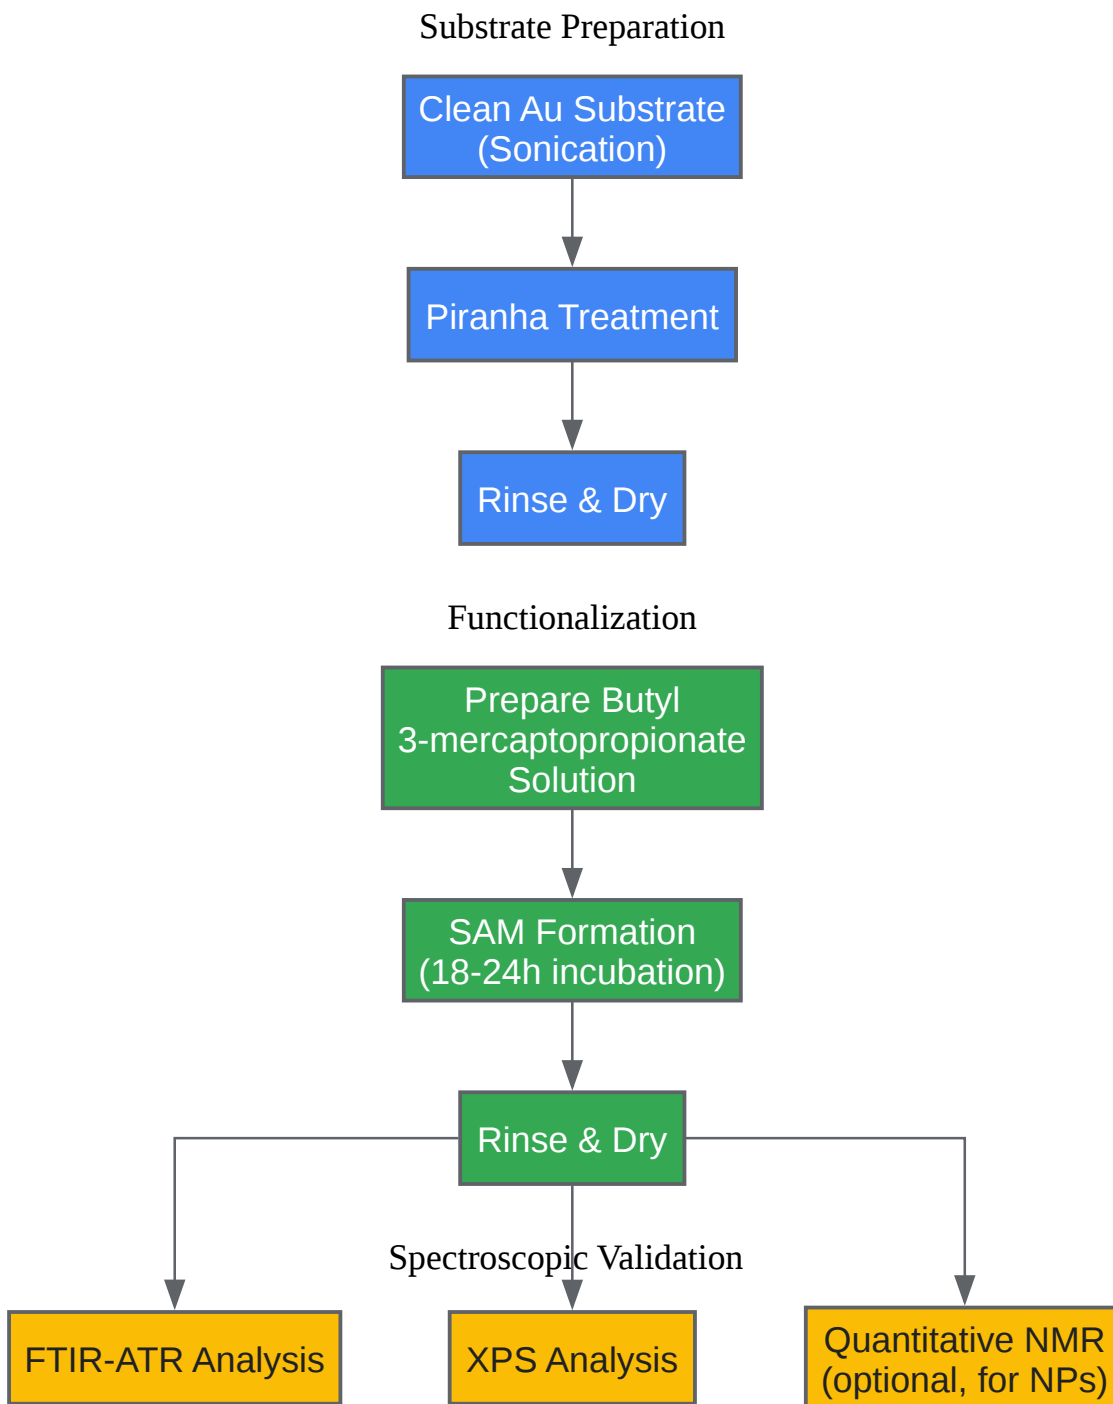 Substrate Preparation
Clean Au Substrate
(Sonication)
Piranha Treatment
Rinse & Dry
Functionalization
Prepare Butyl
3-mercaptopropionate
Solution
SAM Formation
(18-24h incubation)
Rinse & Dry
Spectroscopic Validation
FTIR-ATR Analysis
XPS Analysis
Quantitative NMR
(optional, for NPs)